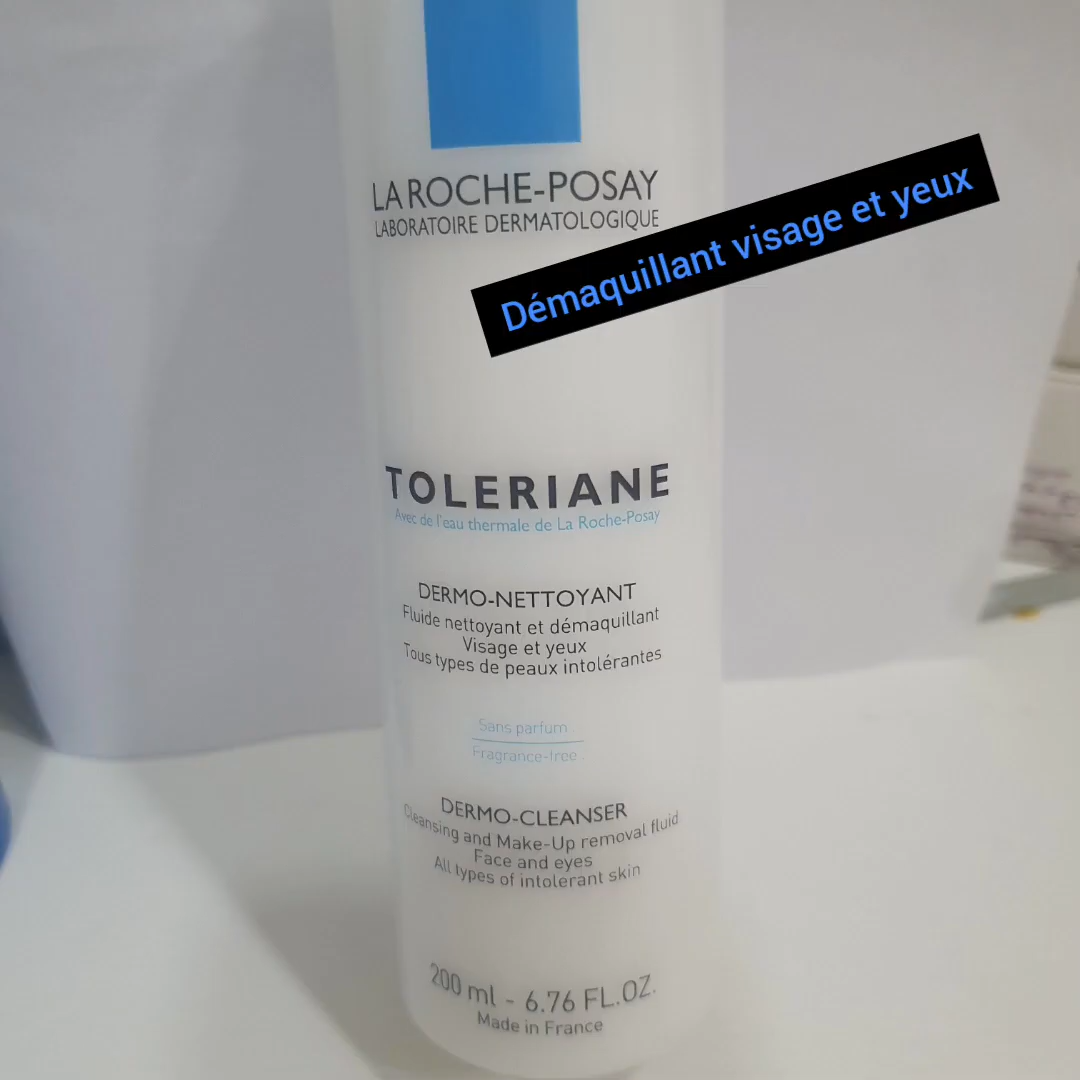 LA ROCHE-POSAY
LABORATOIRE DERMATOLOGIQUE
Démaquillant visage et yeux
TOLERIANE
Avec de l'eau thermale de La Roche-Posay
DERMO-NETTOYANT
Fluide nettoyant et démaquillant
Visage et yeux
Tous types de peaux intolérantes
Sans parfum
Fragrance-free
DERMO-CLEANSER
Cleansing and Make-Up removal fluid
Face and eyes
All types of intolerant skin
200 ml - 6.76 FL.OZ.
Made in France